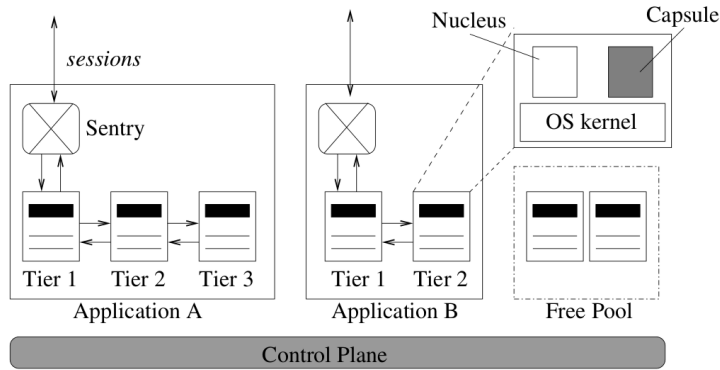 Nucleus
Capsule
sessions
Sentry
OS kernel
Tier 1
Tier 2
Tier 3
Tier 1
Tier 2
Application A
Application B
Free Pool
Control Plane